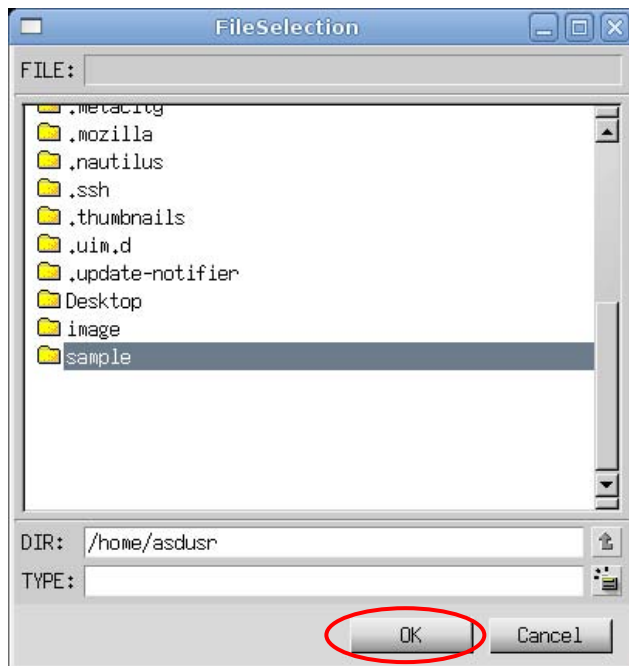 FileSelection
FILE:
.metacity
.mozilla
.nautilus
.ssh
.thumbnails
.uim.d
.update-notifier
Desktop
image
sample
DIR: /home/asdusr
TYPE:
OK Cancel